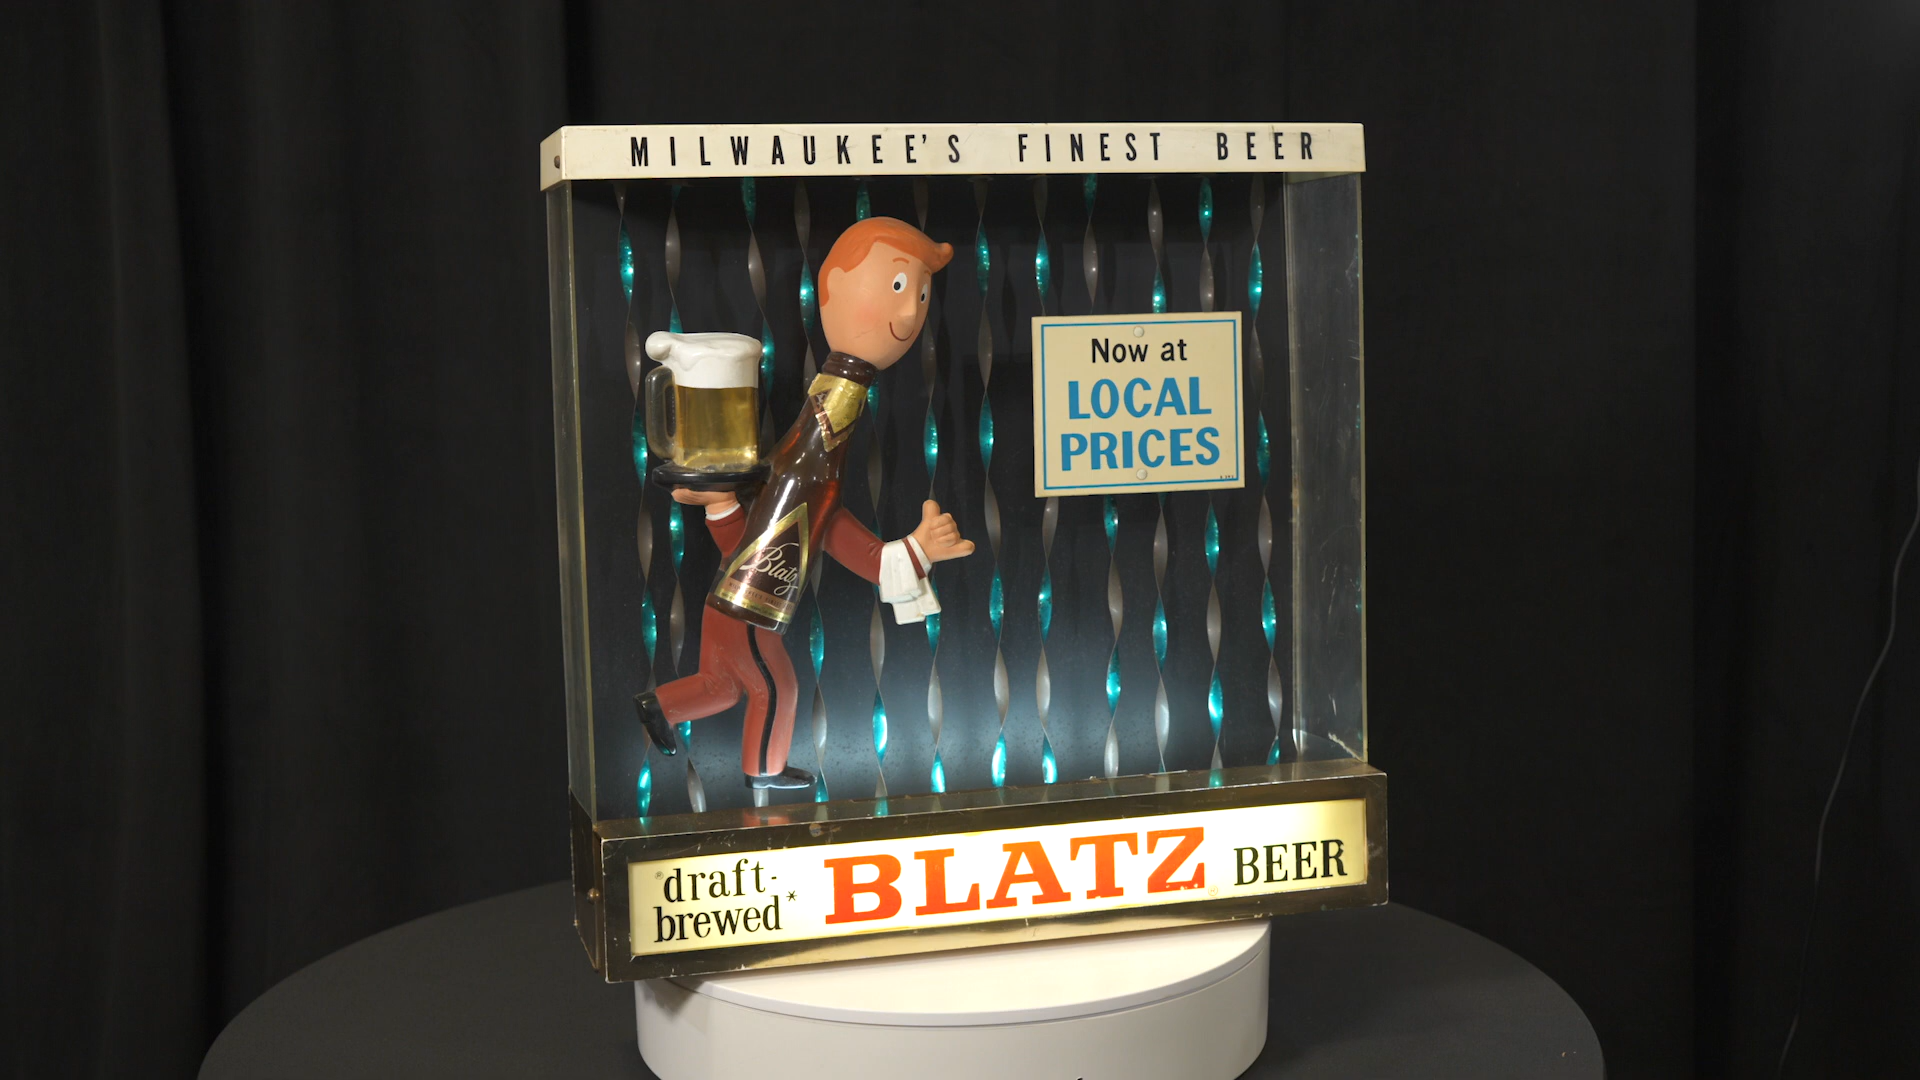 MILWAUKEE'S FINEST BEER
Now at
LOCAL
PRICES
Blatz
®draft-
brewed*
BLATZ®
BEER